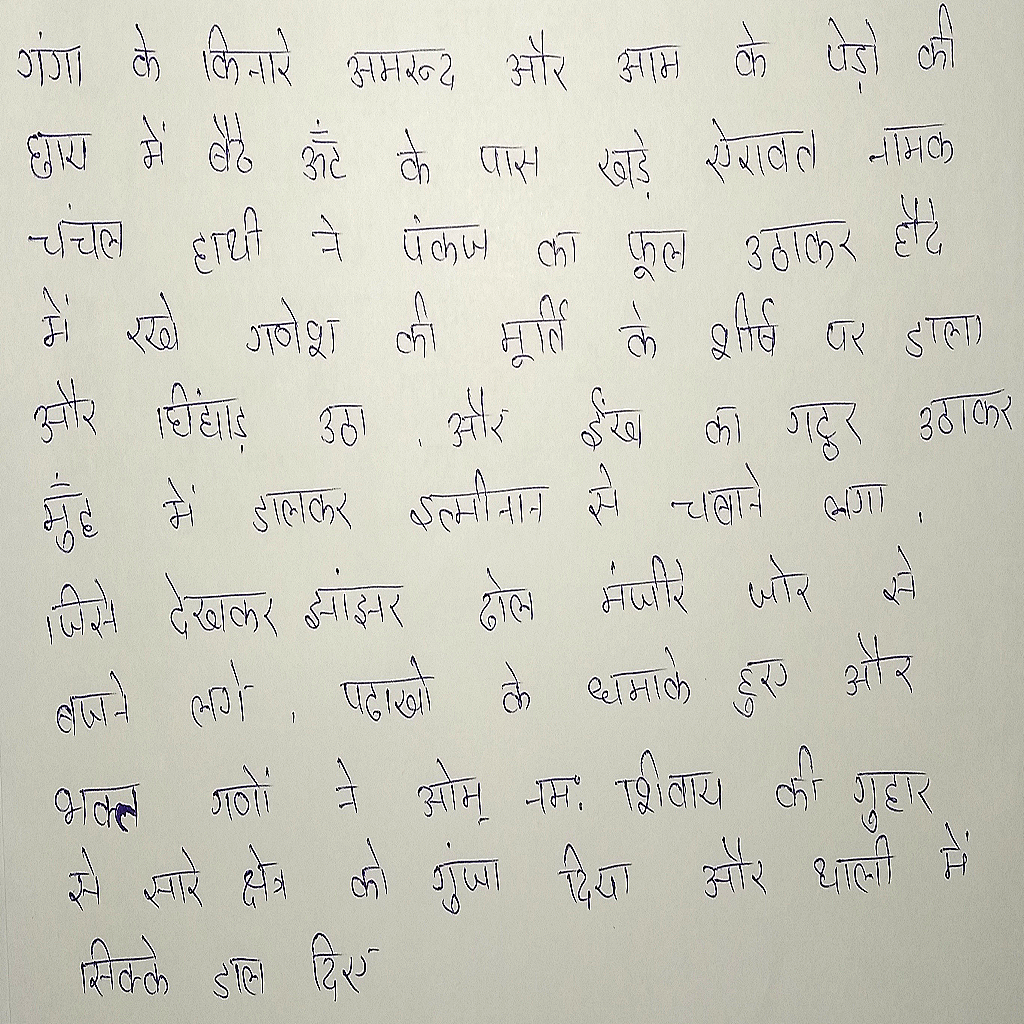 गंगा के किनारे अमरूद और आम के पेड़ो की
छाय में बैठे ऊँट के पास खड़े ऐरावत नामक
चंचल हाथी ने पंकज का फूल उठाकर हौदे
में रखे गणेश की मूर्ति के शीर्ष पर डाला
और चिंघाड़ उठा , और ईख का गट्ठर उठाकर
मुँह में डालकर इत्मीनान से चबाने लगा ,
जिसे देखकर झांझर ढोल मंजीरे जोर से
बजने लगे , पटाखो के धमाके हुए और
भक्त गणों ने ओम् नमः शिवाय की गुहार
से सारे क्षेत्र को गुंजा दिया और थाली में
सिक्के डाल दिए